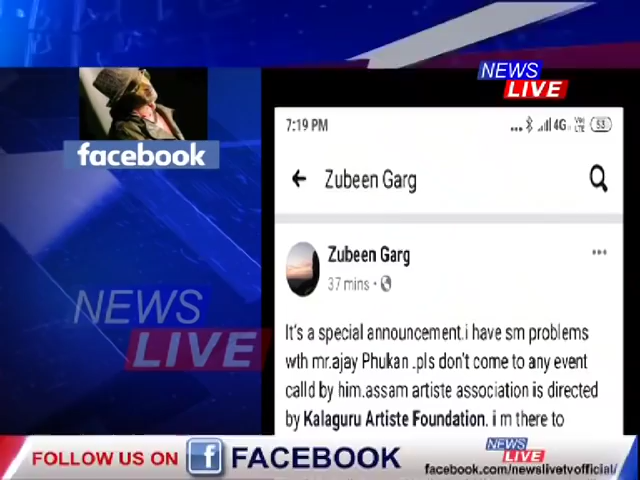 NEWS
LIVE
facebook
7:19 PM
4G
VoLTE
53
Zubeen Garg
Zubeen Garg
37 mins
It's a special announcement.i have sm problems
wth mr.ajay Phukan .pls don't come to any event
calld by him.assam artiste association is directed
by Kalaguru Artiste Foundation. i m there to
NEWS
LIVE
FOLLOW US ON f FACEBOOK
NEWS
LIVE
facebook.com/newslivetvofficial/